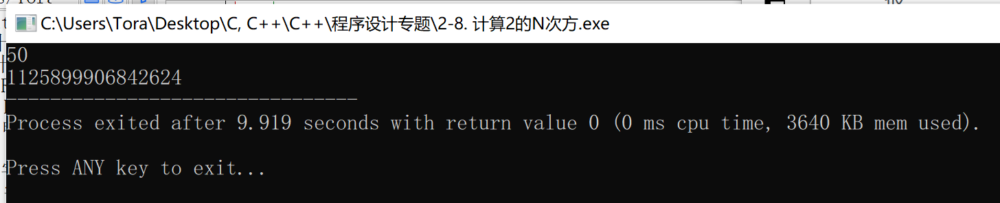 C:\Users\Tora\Desktop\C, C++\C++\程序设计专题\2-8. 计算2的N次方.exe
50
1125899906842624
--------------------------------
Process exited after 9.919 seconds with return value 0 (0 ms cpu time, 3640 KB mem used).
Press ANY key to exit...